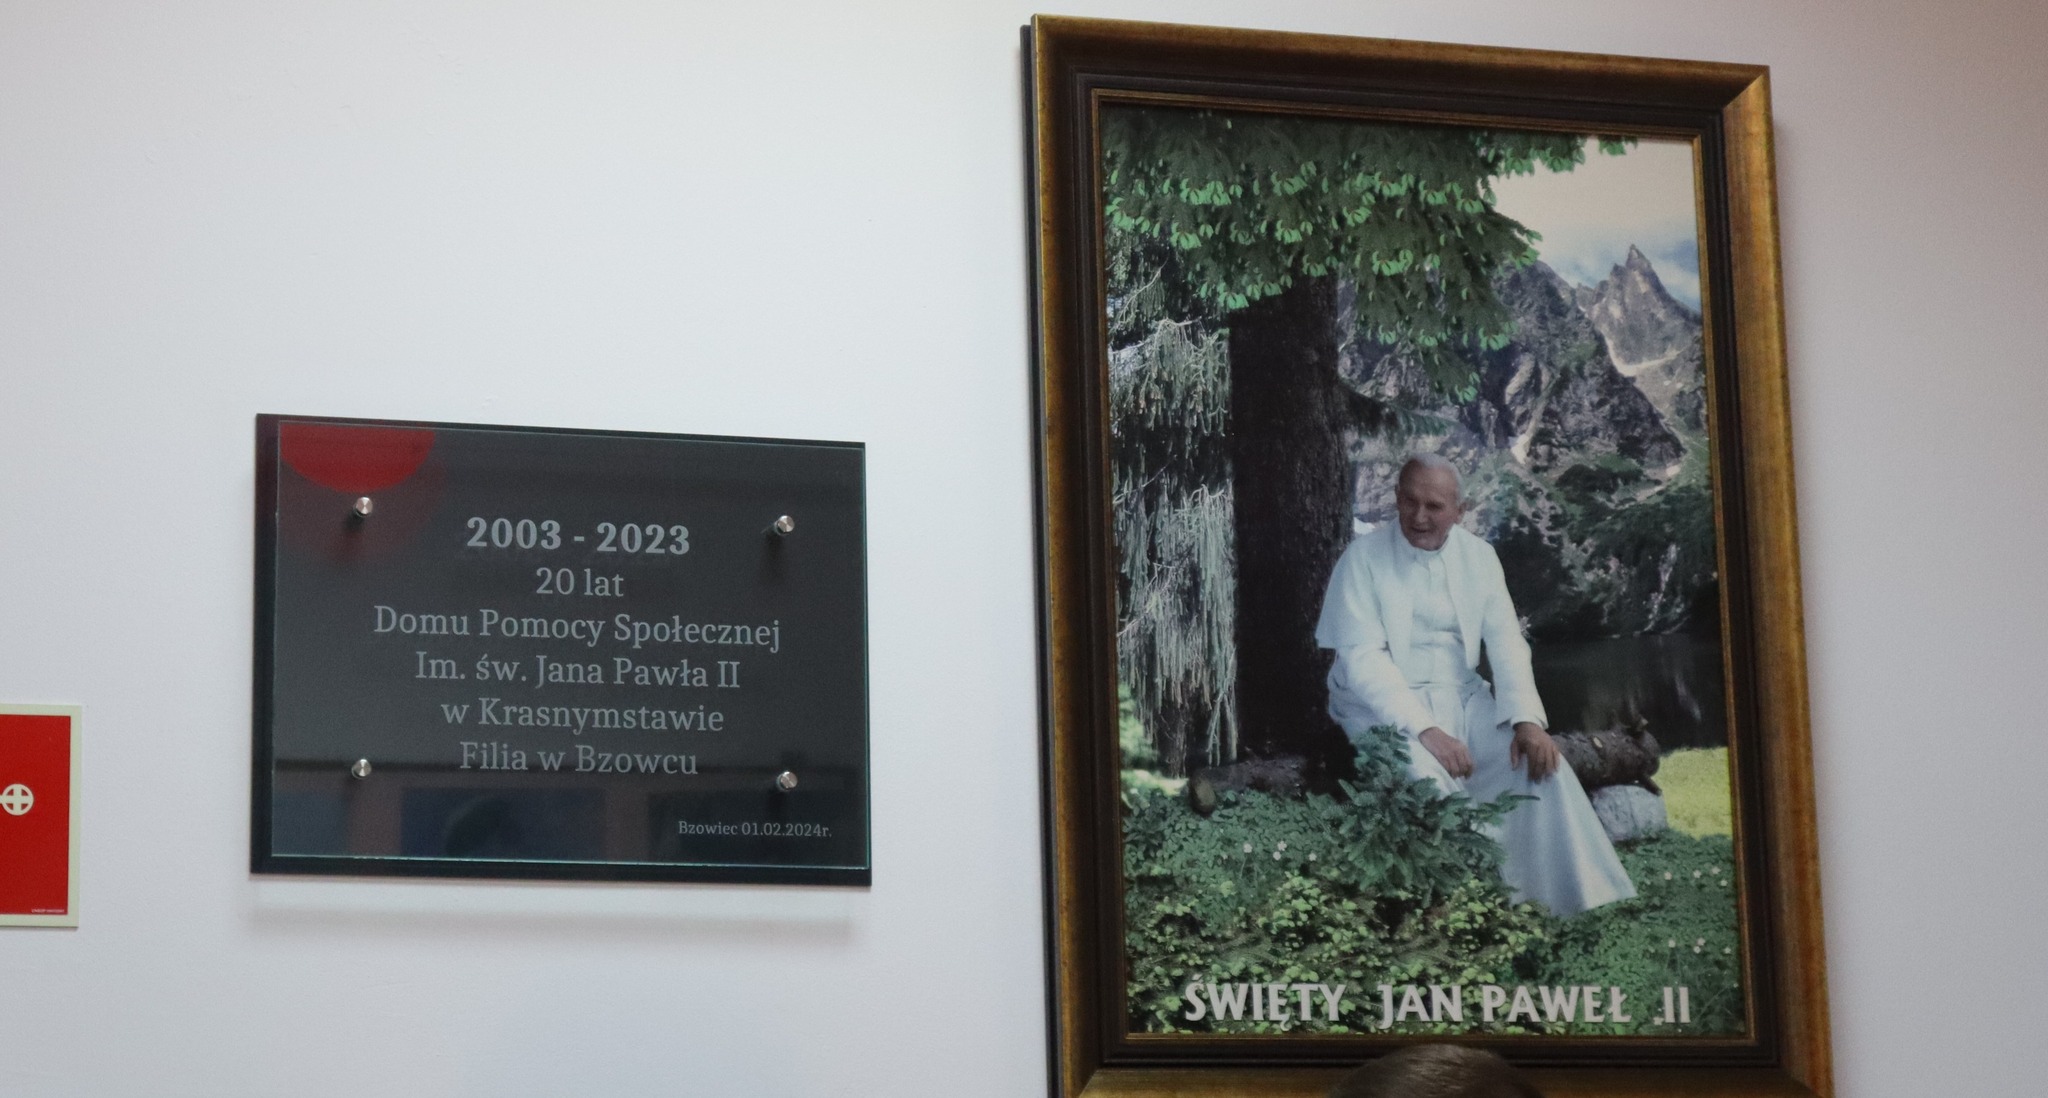 2003 - 2023
20 lat
Domu Pomocy Społecznej
Im. św. Jana Pawła II
w Krasnymstawie
Filia w Bzowcu
Bzowiec 01.02.2024r.
ŚWIĘTY JAN PAWEŁ II